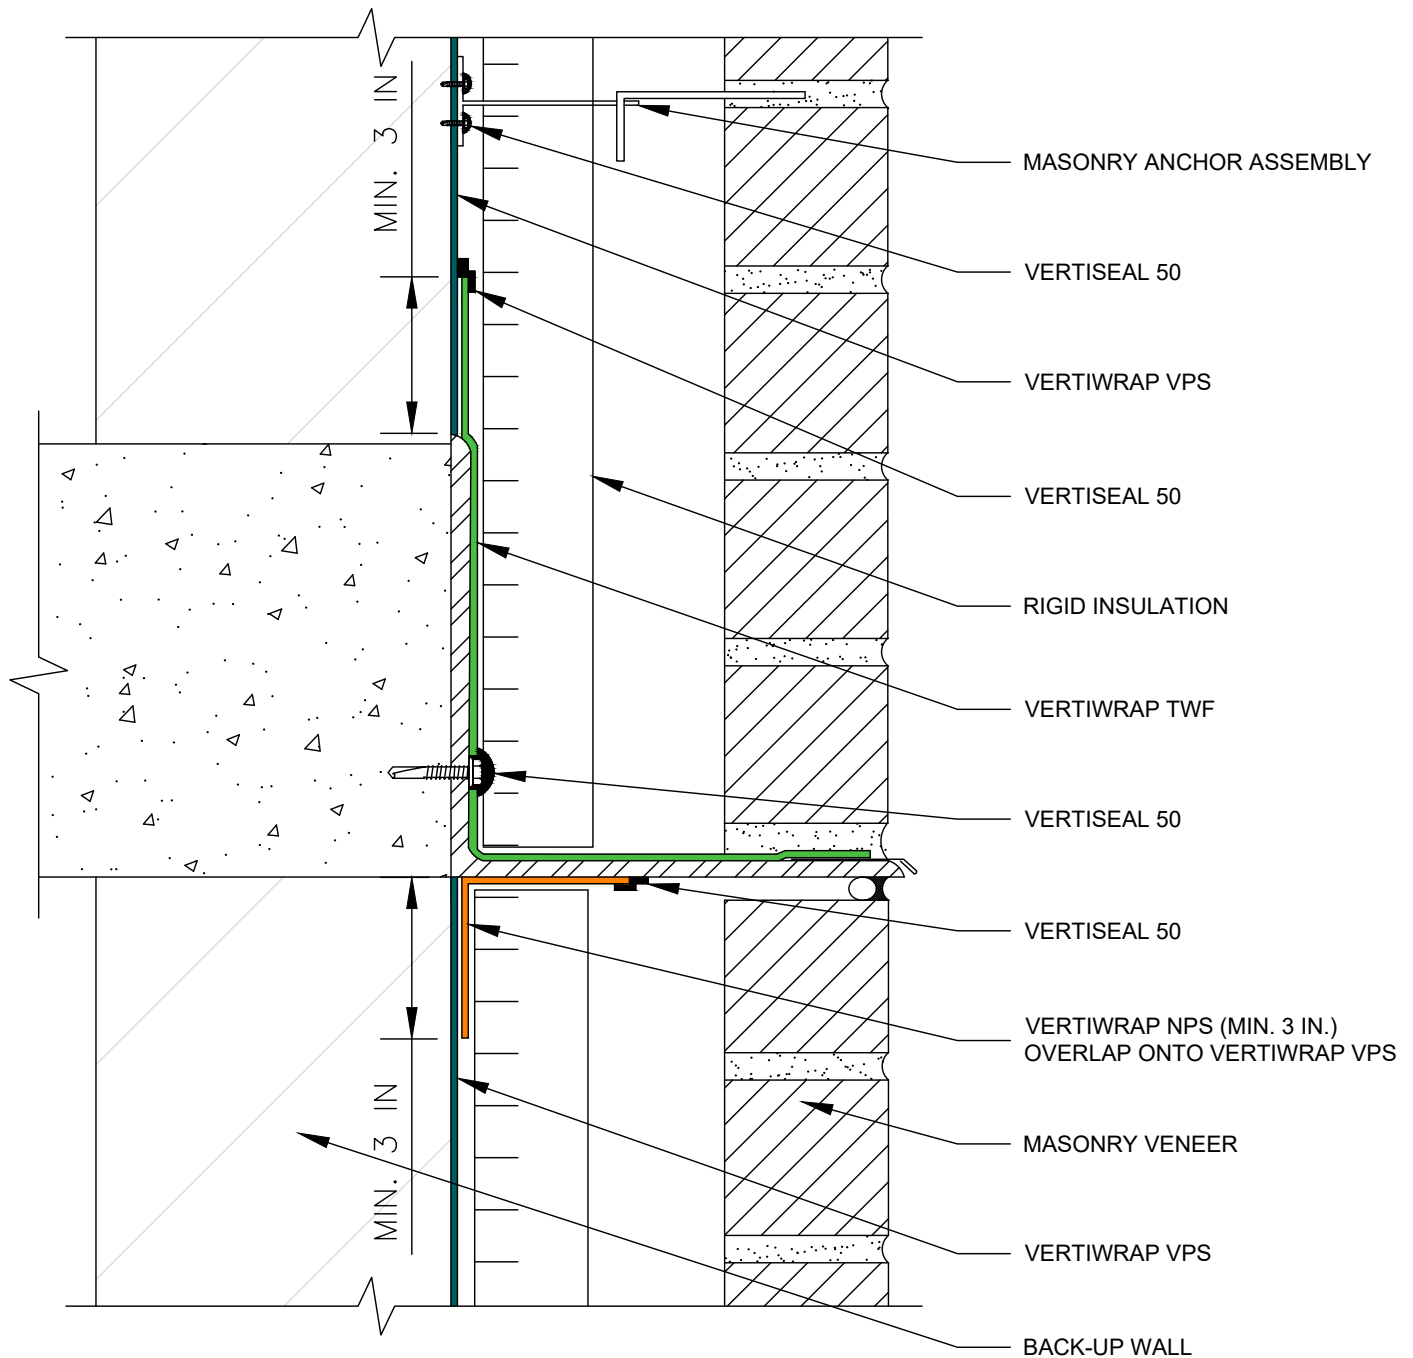 MIN. 3 IN
MASONRY ANCHOR ASSEMBLY
VERTISEAL 50
VERTIWRAP VPS
VERTISEAL 50
RIGID INSULATION
VERTIWRAP TWF
VERTISEAL 50
VERTISEAL 50
VERTIWRAP NPS (MIN. 3 IN.)
OVERLAP ONTO VERTIWRAP VPS
MIN. 3 IN
MASONRY VENEER
VERTIWRAP VPS
BACK-UP WALL